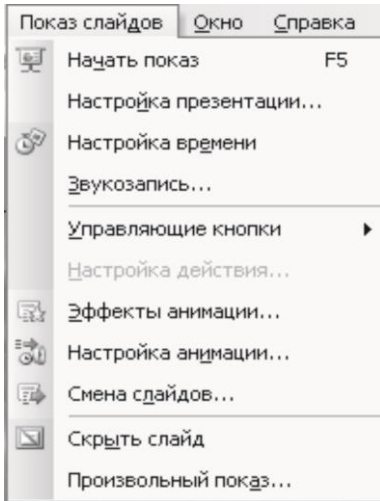 Показ слайдов Окно Справка
Начать показ F5
Настройка презентации...
Настройка времени
Звукозапись...
Управляющие кнопки
Настройка действия...
Эффекты анимации...
Настройка анимации...
Смена слайдов...
Скрыть слайд
Произвольный показ...